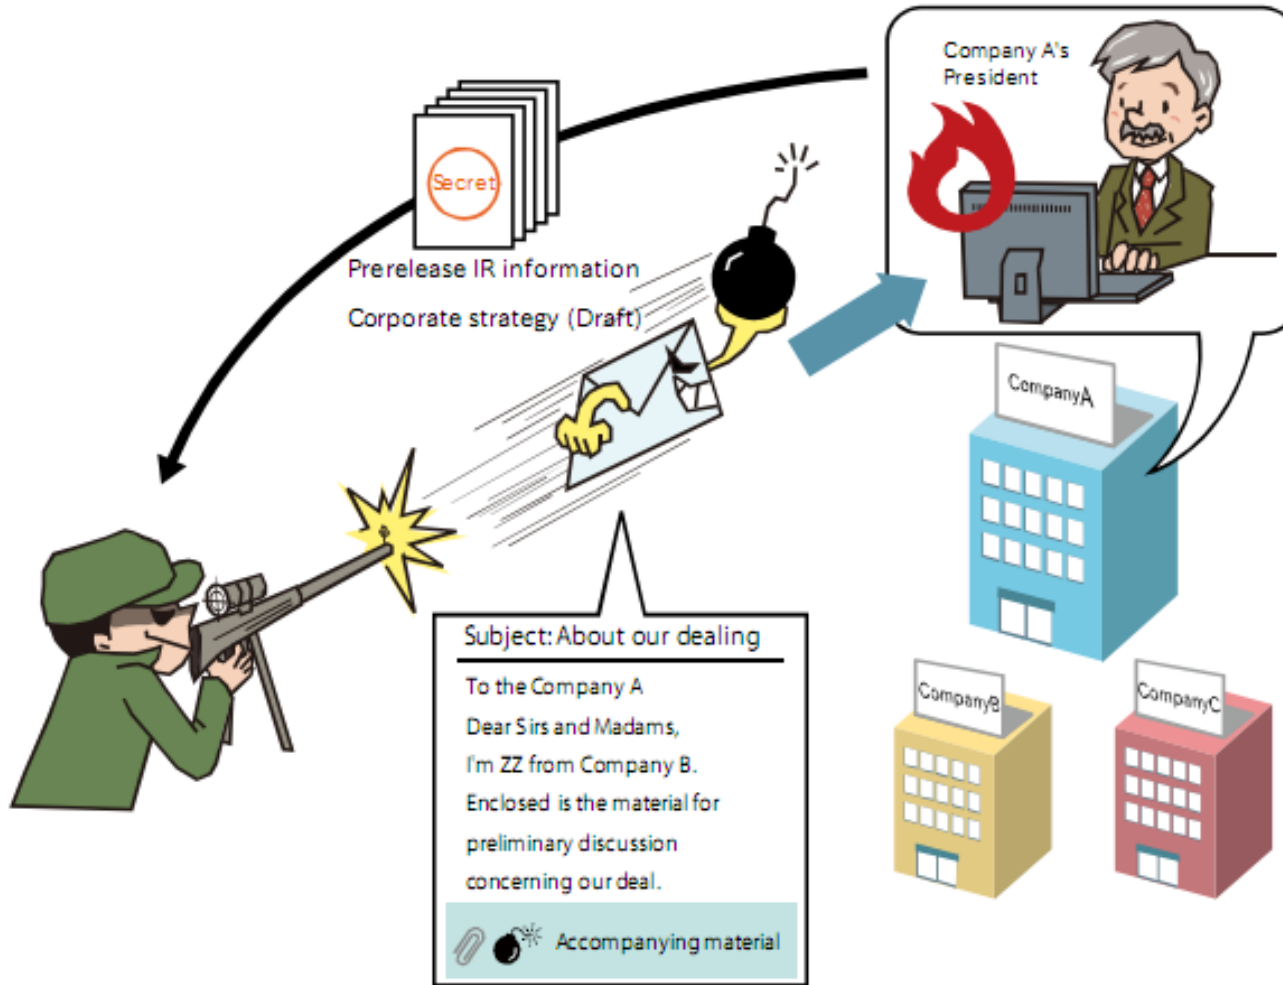 Company A's
President
Secret
Prerelease IR information
Corporate strategy (Draft)
CompanyA
Subject: About our dealing
To the Company A
Dear Sirs and Madams,
I'm ZZ from Company B.
Enclosed is the material for
preliminary discussion
concerning our deal.
Accompanying material
CompanyB
CompanyC